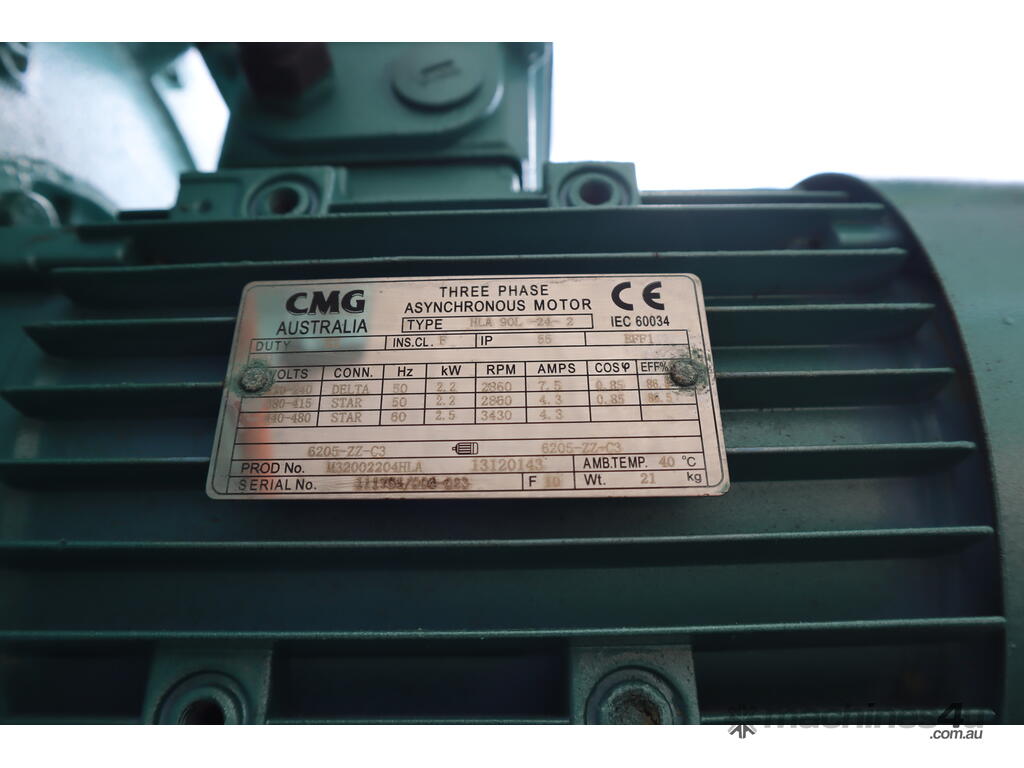 CMG
AUSTRALIA
THREE PHASE
ASYNCHRONOUS MOTOR
CE
TYPE HLA 90L -24- 2
IEC 60034
DUTY INS.CL. F IP 55 EFF1
VOLTS CONN. Hz kW RPM AMPS COSφ EFF%
DELTA 50 2.2 2860 7.5 0.85
380-415 STAR 50 2.2 2860 4.3 0.85
440-480 STAR 60 2.5 3430 4.3
6205-ZZ-C3 6205-ZZ-C3
PROD No. M32002204HLA 13120143 AMB.TEMP. 40 °C
SERIAL No. F 10 Wt. 21 kg
machines4u
.com.au